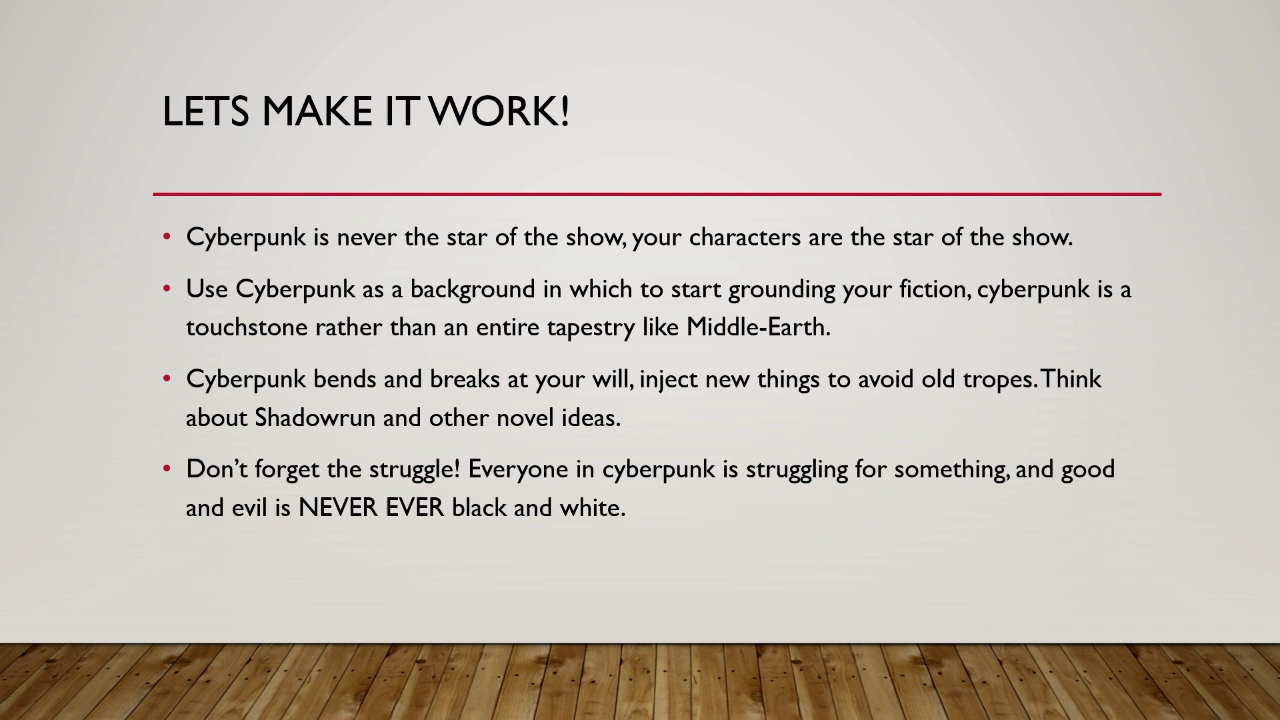 LETS MAKE IT WORK!
• Cyberpunk is never the star of the show, your characters are the star of the show.
• Use Cyberpunk as a background in which to start grounding your fiction, cyberpunk is a
touchstone rather than an entire tapestry like Middle-Earth.
• Cyberpunk bends and breaks at your will, inject new things to avoid old tropes. Think
about Shadowrun and other novel ideas.
• Don’t forget the struggle! Everyone in cyberpunk is struggling for something, and good
and evil is NEVER EVER black and white.